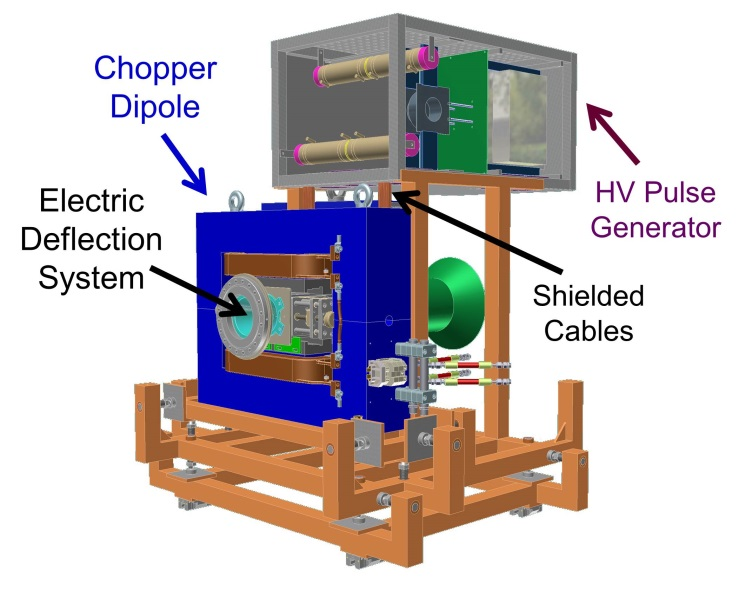 Chopper
Dipole
Electric
Deflection
System
HV Pulse
Generator
Shielded
Cables